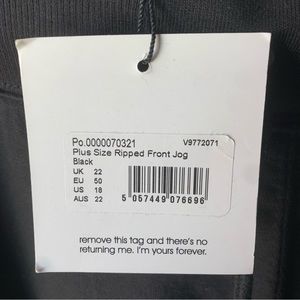 Po.0000070321 V9772071
Plus Size Ripped Front Jog
Black
UK 22
EU 50
US 18
AUS 22
5 057449 076696
remove this tag and there's no
returning me. I'm yours forever.